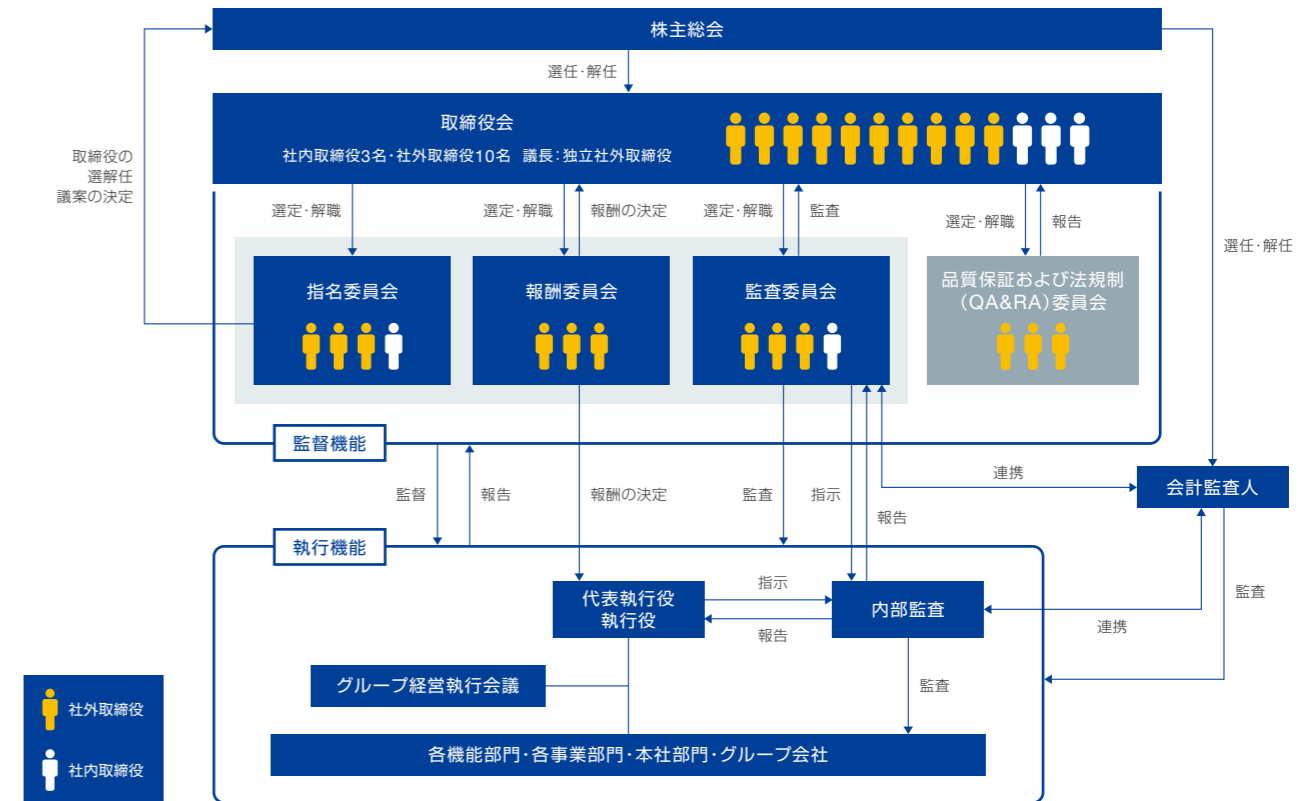 株主総会
選任・解任
取締役会
社内取締役3名・社外取締役10名 議長：独立社外取締役
取締役の
選解任
議案の決定
選定・解職
選定・解職
報酬の決定
選定・解職
監査
選定・解職
報告
選任・解任
指名委員会
報酬委員会
監査委員会
品質保証および法規制
（QA&RA）委員会
監督機能
監督
報告
報酬の決定
監査
指示
報告
連携
会計監査人
執行機能
代表執行役
執行役
指示
報告
内部監査
連携
監査
グループ経営執行会議
監査
各機能部門・各事業部門・本社部門・グループ会社
社外取締役
社内取締役